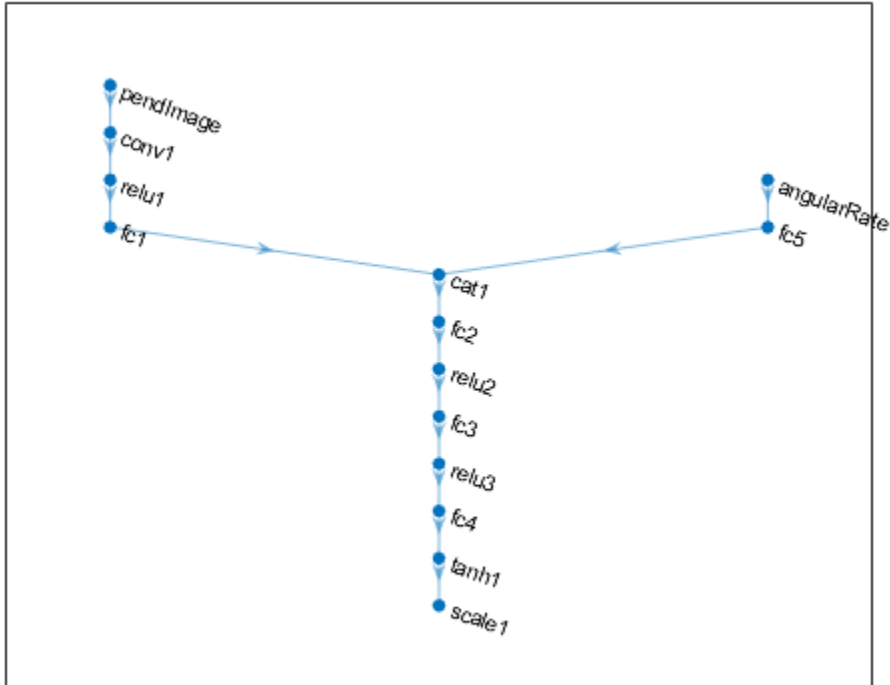 pendImage
conv1
relu1
fc1
angularRate
fc5
cat1
fc2
relu2
fc3
relu3
fc4
tanh1
scale1